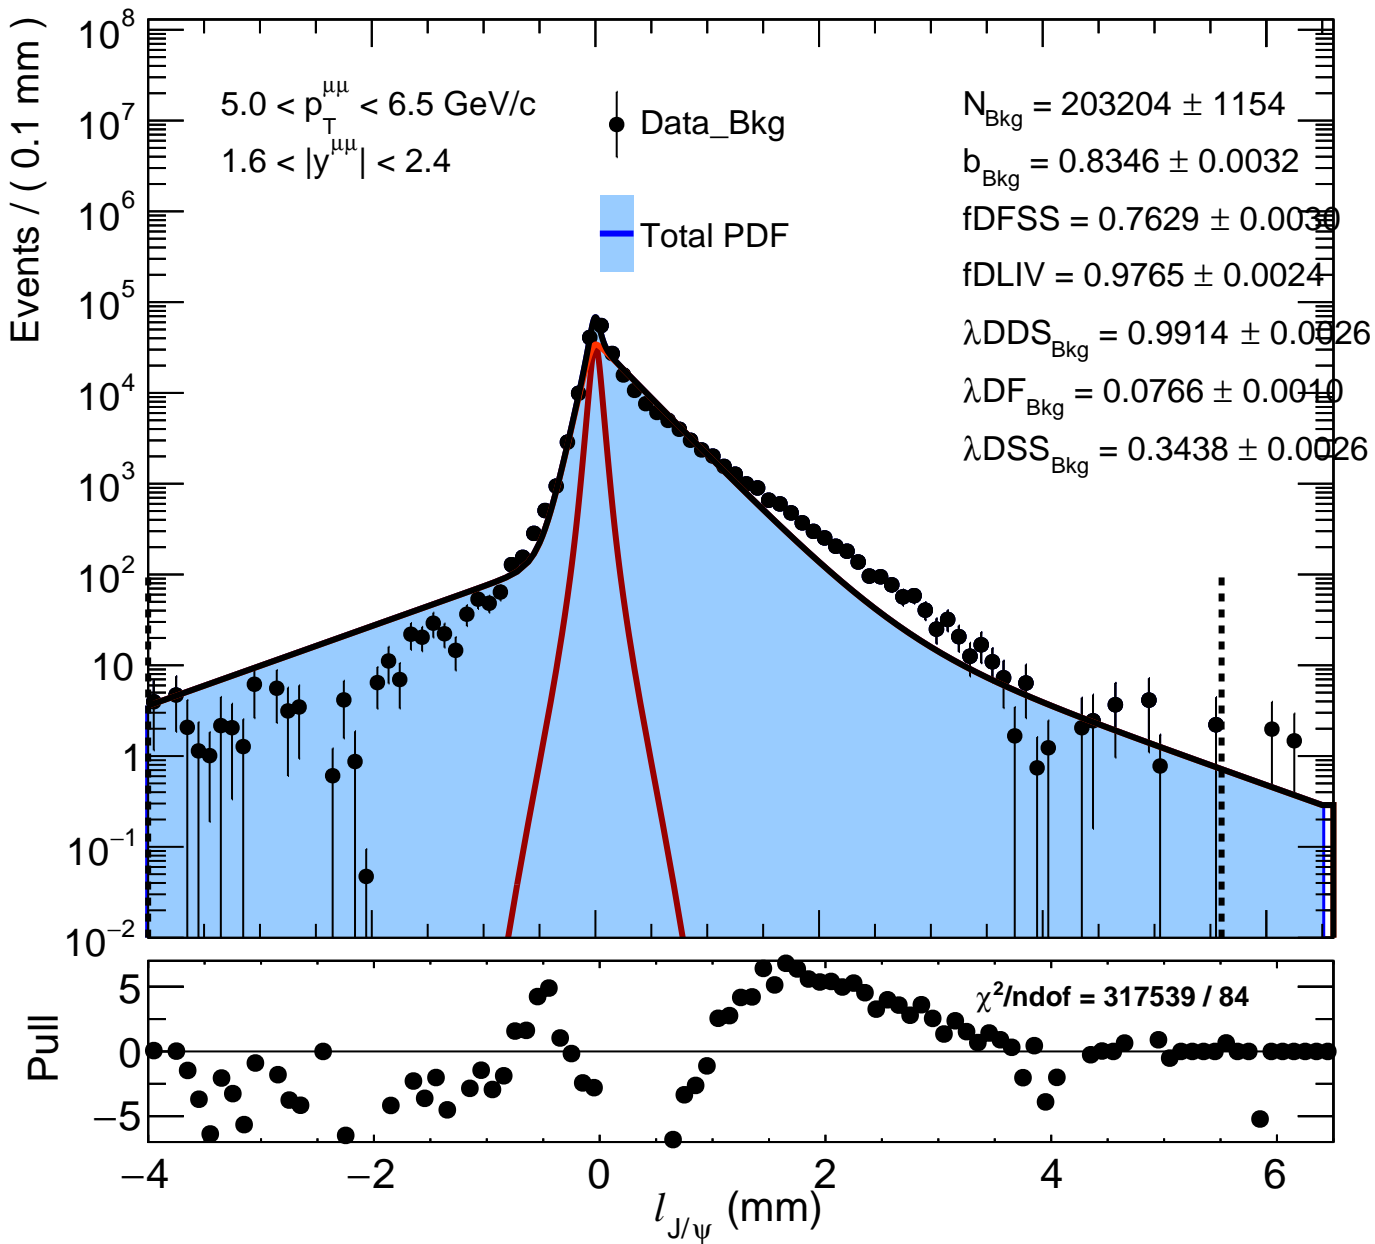 Events / ( 0.1 mm )
10^8
10^7
10^6
10^5
10^4
10^3
10^2
10
1
10^−1
10^−2
5.0 < p_T^μμ < 6.5 GeV/c
1.6 < |y^μμ| < 2.4
Data_Bkg
Total PDF
N_Bkg = 203204 ± 1154
b_Bkg = 0.8346 ± 0.0032
fDFSS = 0.7629 ± 0.0030
fDLIV = 0.9765 ± 0.0024
λDDS_Bkg = 0.9914 ± 0.0026
λDF_Bkg = 0.0766 ± 0.0010
λDSS_Bkg = 0.3438 ± 0.0026
Pull
5
0
−5
χ²/ndof = 317539 / 84
−4 −2 0 2 4 6
l_J/ψ (mm)